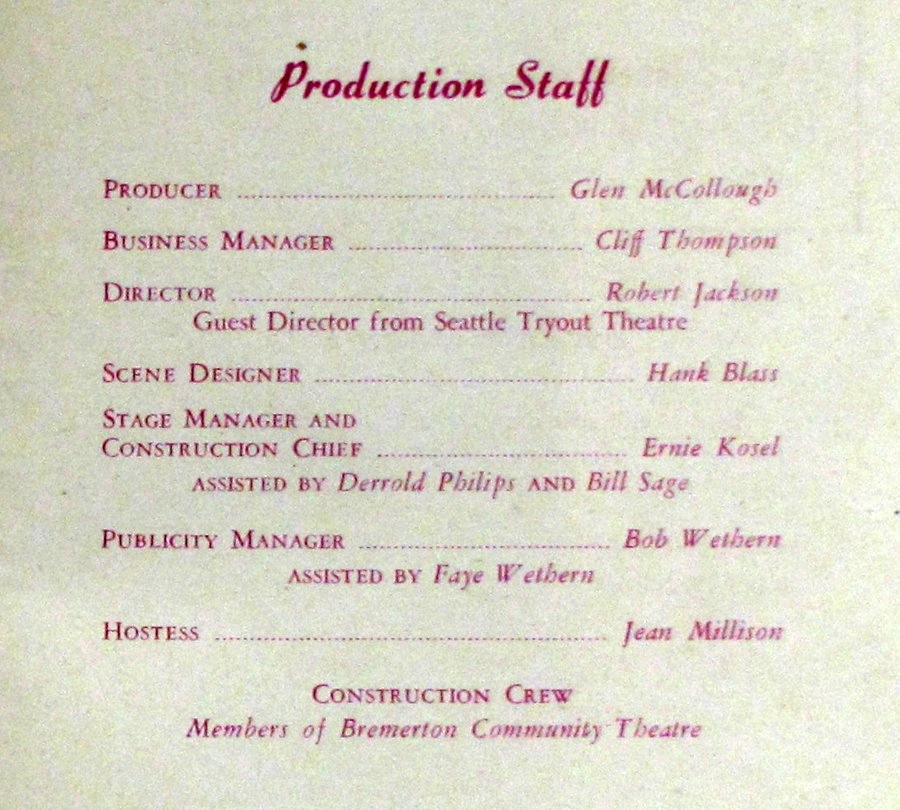 Production Staff
PRODUCER ........................................ Glen McCollough
BUSINESS MANAGER ........................................ Cliff Thompson
DIRECTOR ........................................ Robert Jackson
Guest Director from Seattle Tryout Theatre
SCENE DESIGNER ........................................ Hank Blass
STAGE MANAGER AND
CONSTRUCTION CHIEF ........................................ Ernie Kosel
ASSISTED BY Derrold Philips AND Bill Sage
PUBLICITY MANAGER ........................................ Bob Wethern
ASSISTED BY Faye Wethern
HOSTESS ........................................ Jean Millison
CONSTRUCTION CREW
Members of Bremerton Community Theatre